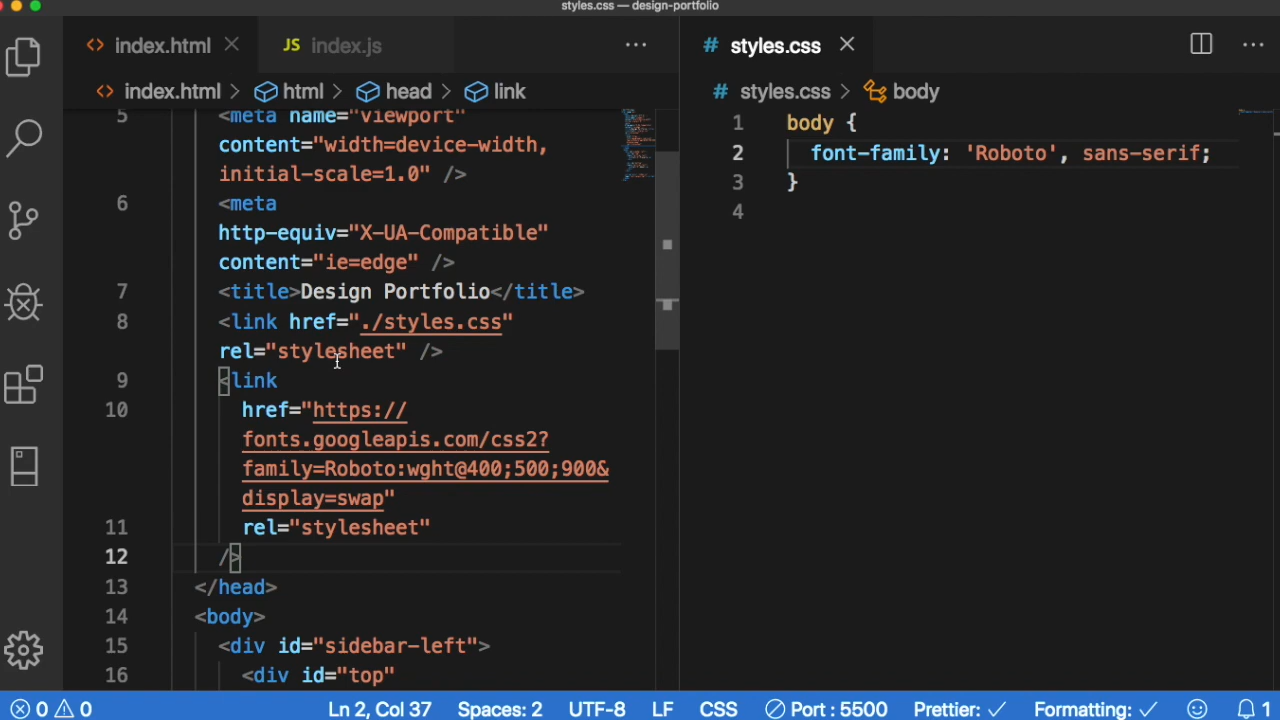 styles.css — design-portfolio
index.html
JS index.js
# styles.css
index.html > html > head > link
# styles.css > body
5 <meta name="viewport"
content="width=device-width,
initial-scale=1.0" />
6 <meta
http-equiv="X-UA-Compatible"
content="ie=edge" />
7 <title>Design Portfolio</title>
8 <link href="./styles.css"
rel="stylesheet" />
9 <link
10 href="https://
fonts.googleapis.com/css2?
family=Roboto:wght@400;500;900&
display=swap"
11 rel="stylesheet"
12 />
13 </head>
14 <body>
15 <div id="sidebar-left">
16 <div id="top"
1 body {
2 font-family: 'Roboto', sans-serif;
3 }
4
0 0 Ln 2, Col 37 Spaces: 2 UTF-8 LF CSS Port : 5500 Prettier: ✓ Formatting: ✓ 1